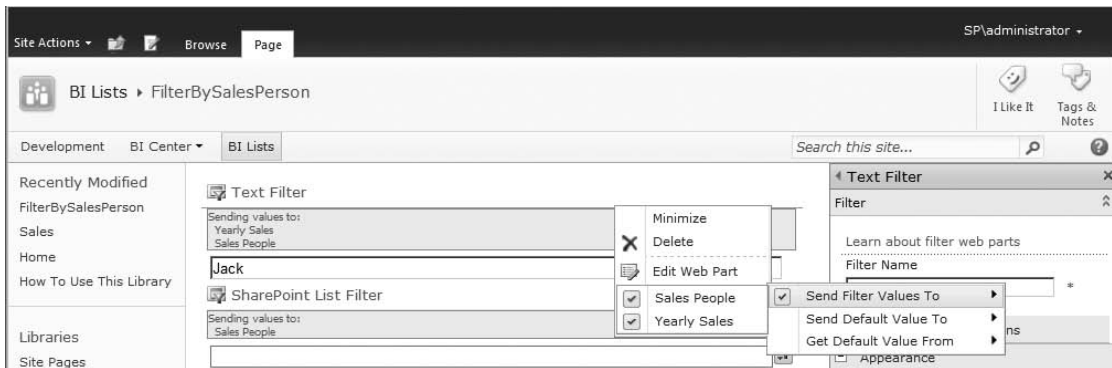 SP\administrator
Site Actions
Browse
Page
BI Lists ▸ FilterBySalesPerson
I Like It
Tags & Notes
Development
BI Center
BI Lists
Search this site...
Recently Modified
FilterBySalesPerson
Sales
Home
How To Use This Library
Libraries
Site Pages
Text Filter
Sending values to:
Yearly Sales
Sales People
Jack
SharePoint List Filter
Sending values to:
Sales People
Minimize
Delete
Edit Web Part
Sales People
Yearly Sales
Send Filter Values To
Send Default Value To
Get Default Value From
Text Filter
Filter
Learn about filter web parts
Filter Name
*
Appearance